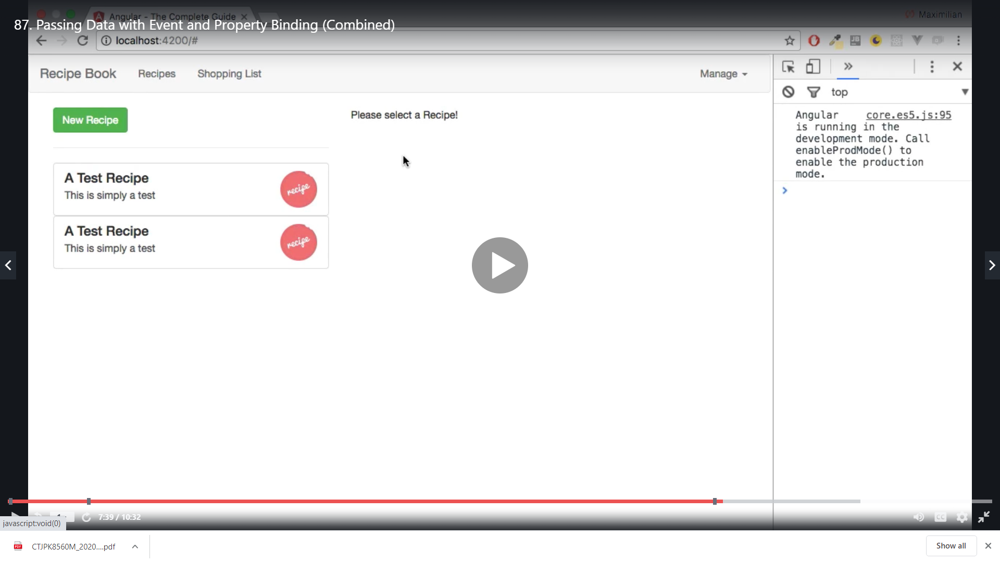 Angular - The Complete Guide
Maximilian
87. Passing Data with Event and Property Binding (Combined)
localhost:4200/#
JB
Recipe Book
Recipes
Shopping List
Manage
top
New Recipe
Please select a Recipe!
Angular core.es5.js:95
is running in the
development mode. Call
enableProdMode() to
enable the production
mode.
A Test Recipe
This is simply a test
recipe
A Test Recipe
This is simply a test
recipe
7:39 / 10:32
CC
javascript:void(0)
PDF
CTJPK8560M_2020....pdf
Show all